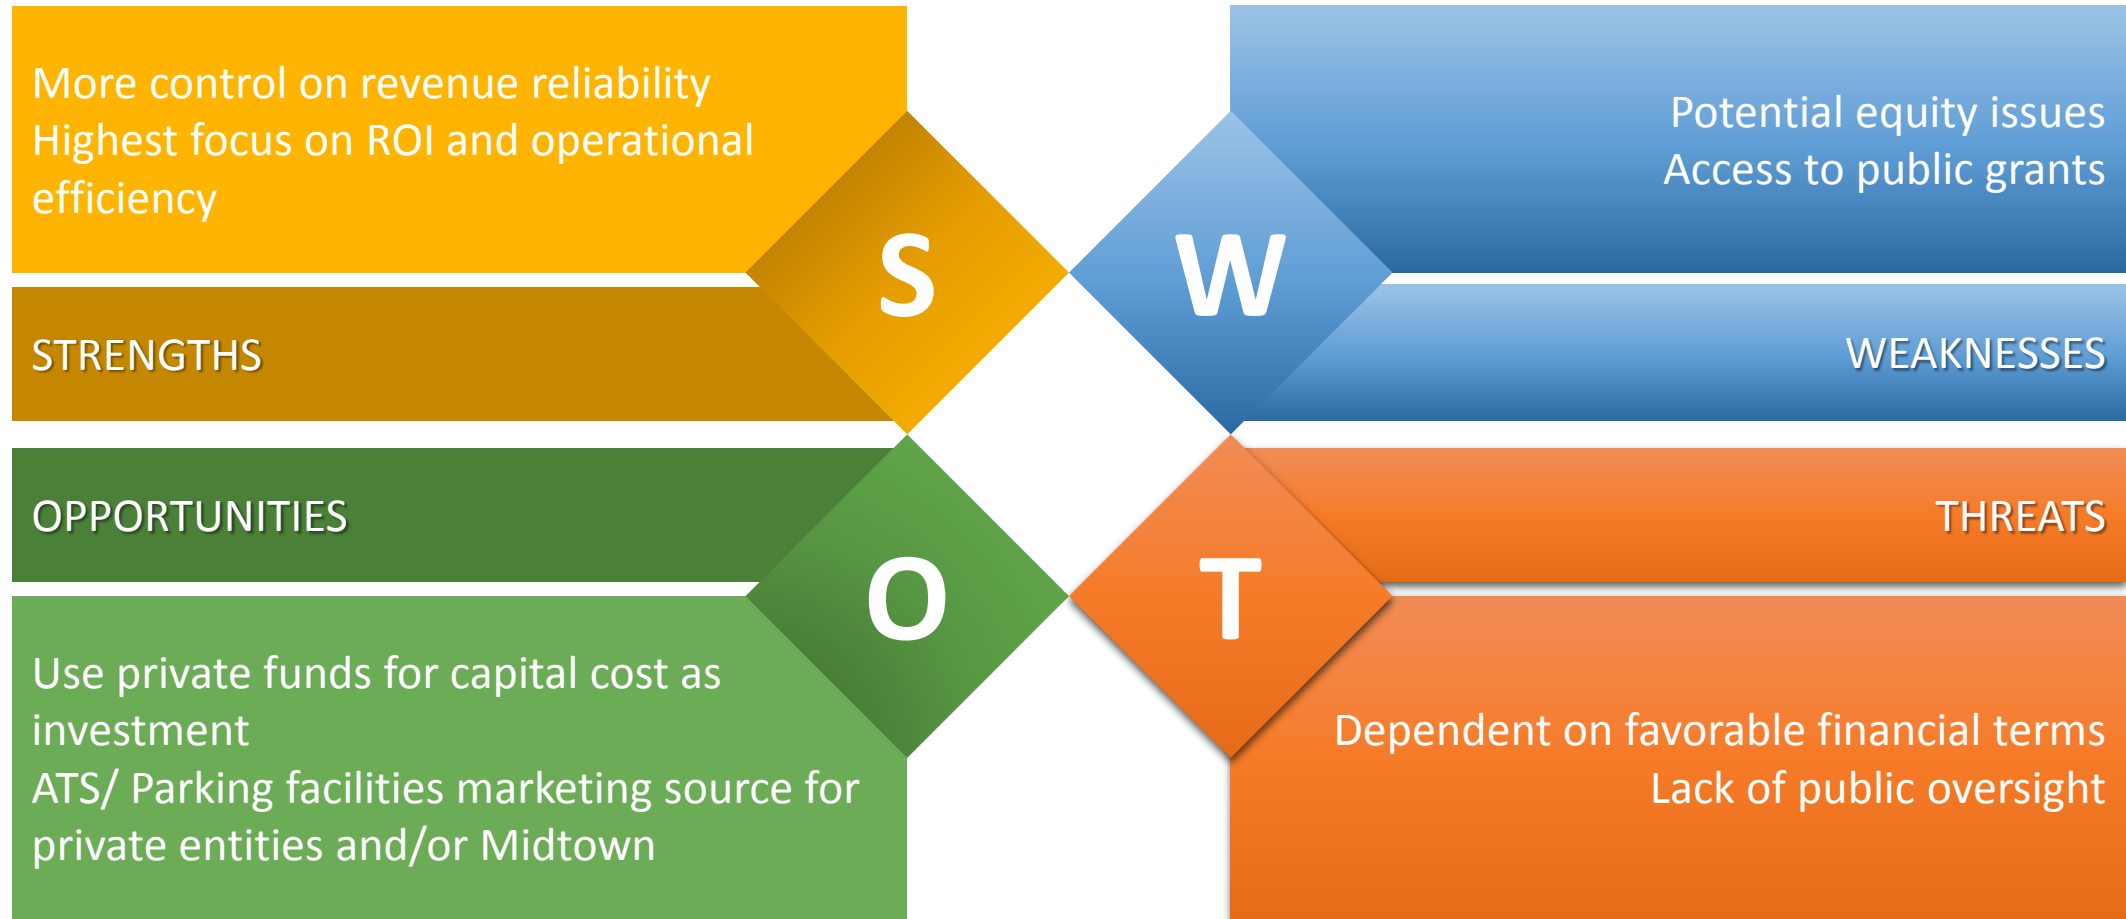 More control on revenue reliability
Highest focus on ROI and operational
efficiency
S
STRENGTHS
Potential equity issues
Access to public grants
W
WEAKNESSES
OPPORTUNITIES
O
Use private funds for capital cost as
investment
ATS/ Parking facilities marketing source for
private entities and/or Midtown
THREATS
T
Dependent on favorable financial terms
Lack of public oversight